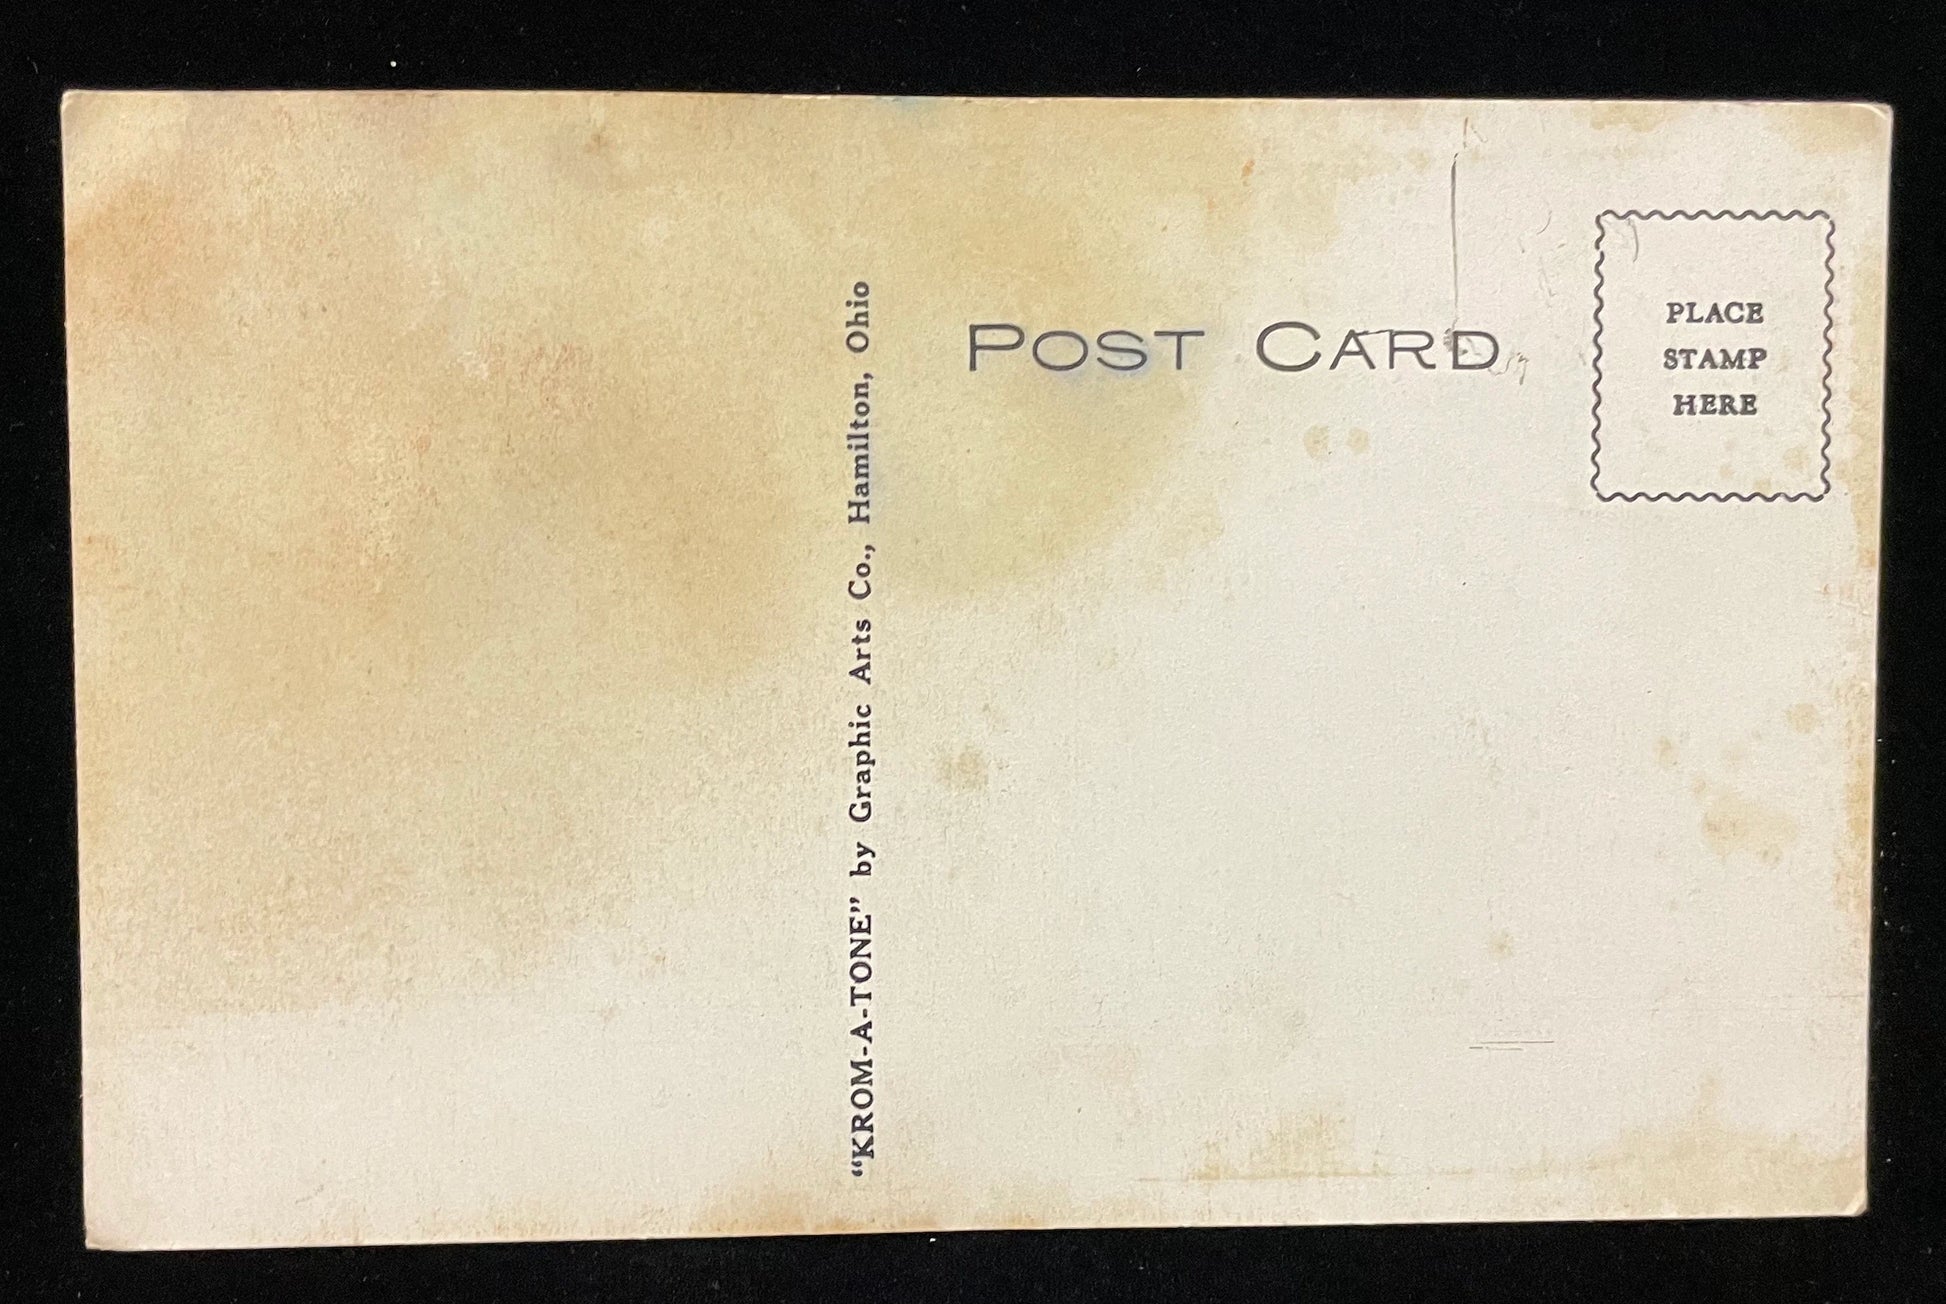 POST CARD
PLACE
STAMP
HERE
“KROM-A-TONE” by Graphic Arts Co., Hamilton, Ohio